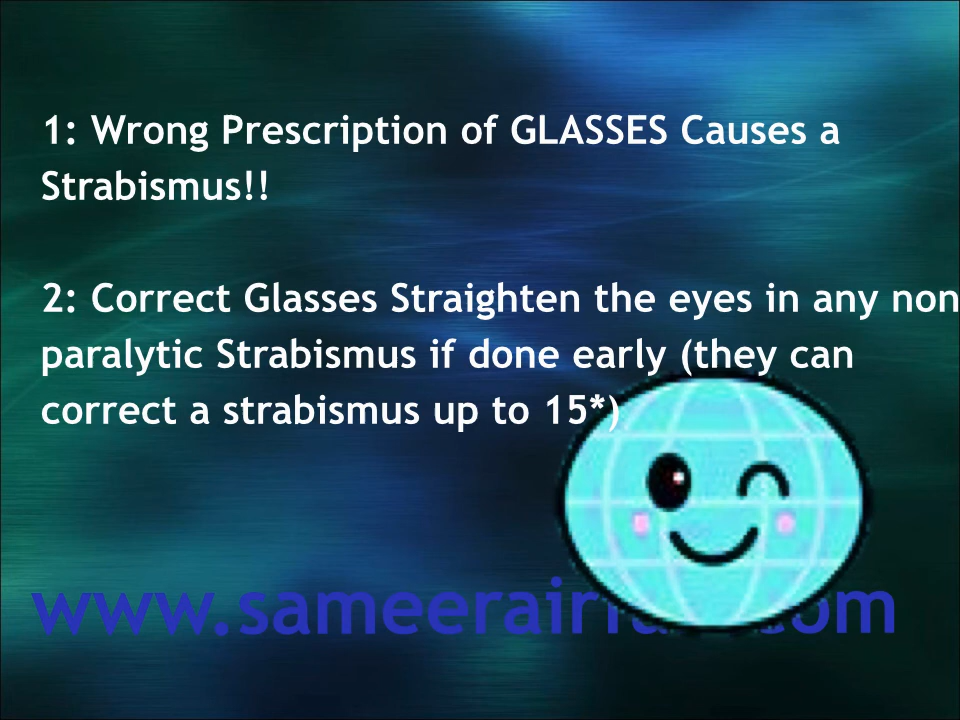 1: Wrong Prescription of GLASSES Causes a
Strabismus!!
2: Correct Glasses Straighten the eyes in any non
paralytic Strabismus if done early (they can
correct a strabismus up to 15*)